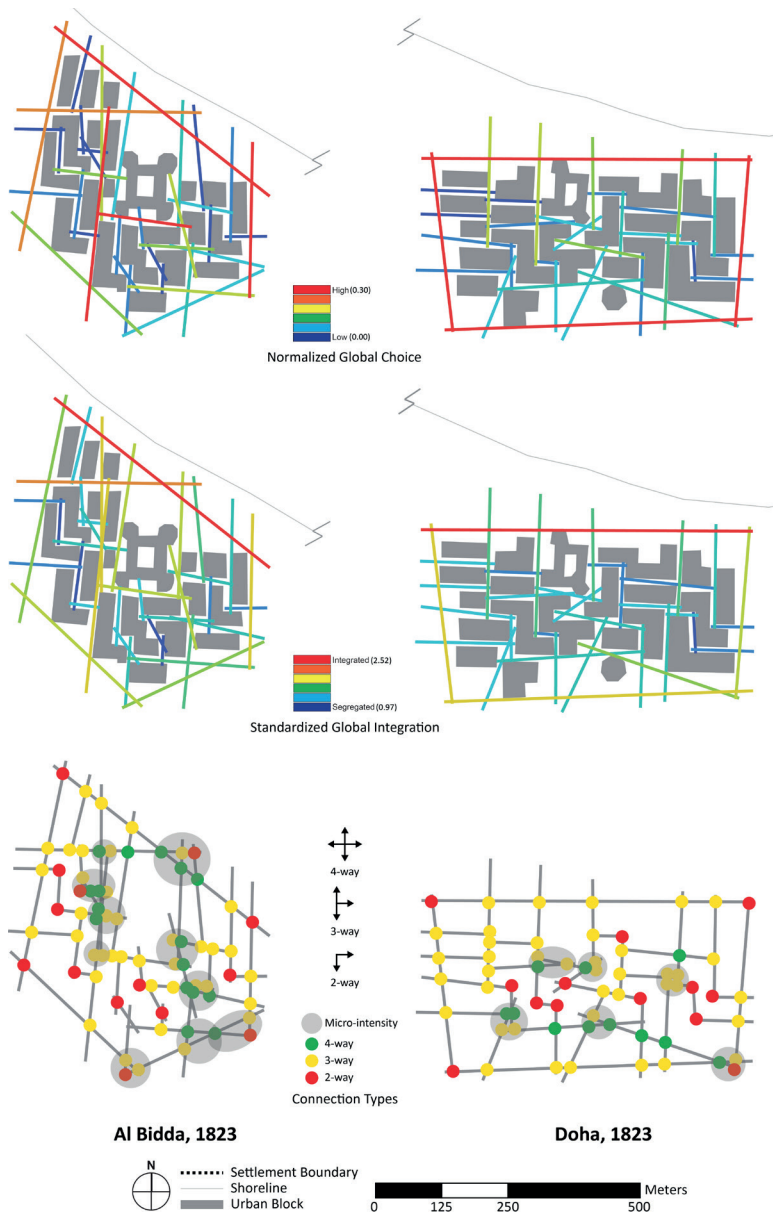 High (0.30)
Low (0.00)
Normalized Global Choice
Integrated (2.52)
Segregated (0.97)
Standardized Global Integration
4-way
3-way
2-way
Micro-intensity
4-way
3-way
2-way
Connection Types
Al Bidda, 1823
Doha, 1823
N
Settlement Boundary
Shoreline
Urban Block
Meters
0
125
250
500